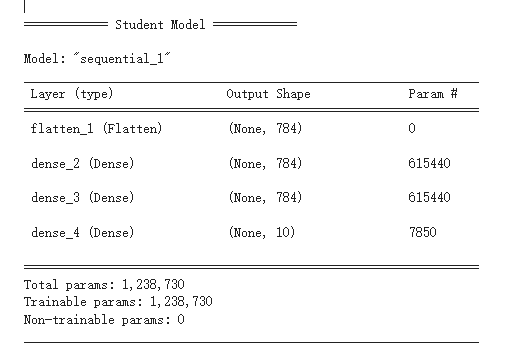 ══════════ Student Model ══════════
Model: "sequential_1"
Layer (type) Output Shape Param #
flatten_1 (Flatten) (None, 784) 0
dense_2 (Dense) (None, 784) 615440
dense_3 (Dense) (None, 784) 615440
dense_4 (Dense) (None, 10) 7850
Total params: 1,238,730
Trainable params: 1,238,730
Non-trainable params: 0